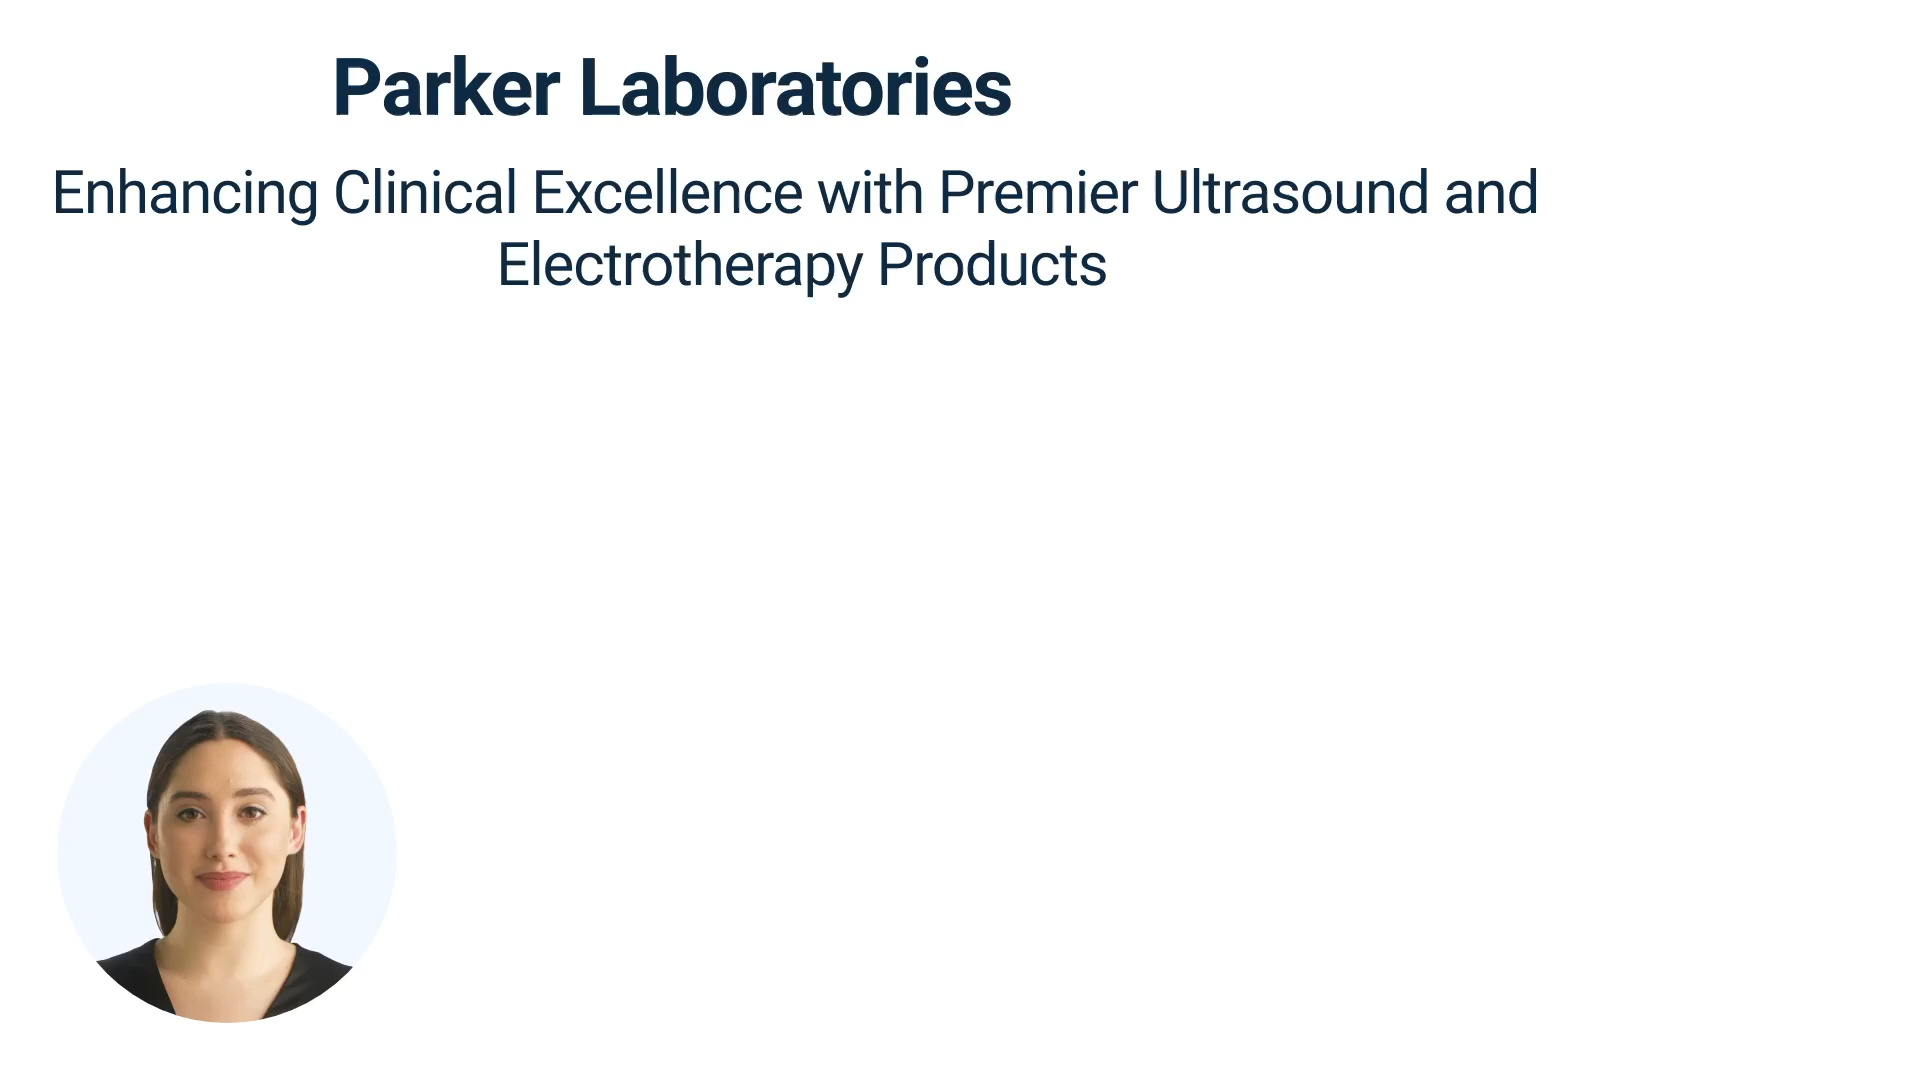 Parker Laboratories
Enhancing Clinical Excellence with Premier Ultrasound and
Electrotherapy Products